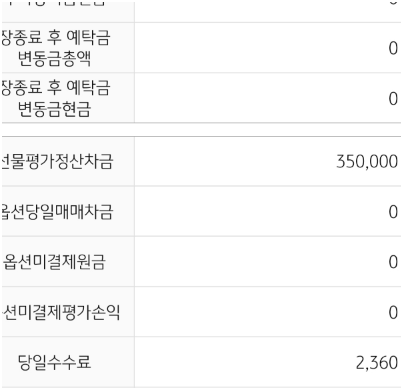 0
장종료 후 예탁금
변동금총액
0
장종료 후 예탁금
변동금현금
0
선물평가정산차금
350,000
옵션당일매매차금
0
옵션미결제원금
0
션미결제평가손익
0
당일수수료
2,360